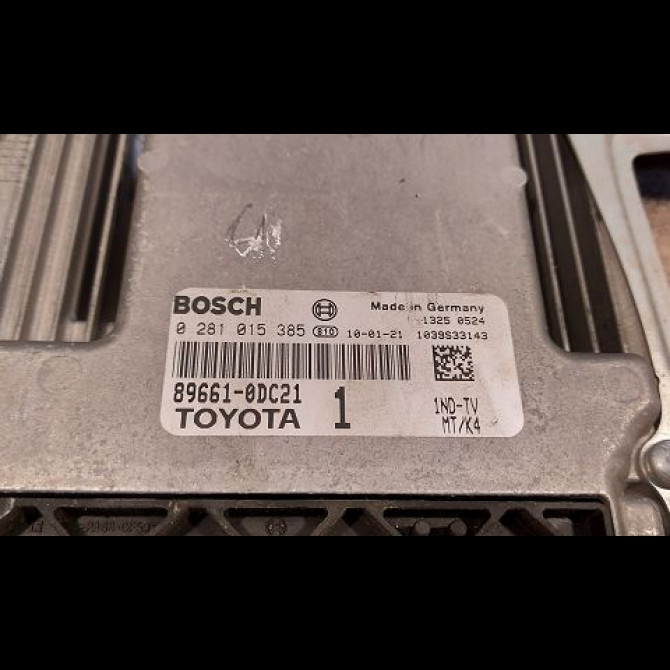 BOSCH Made in Germany
1325 0524
0 281 015 385 610 10-01-21 1039S33143
89661-0DC21 1 1ND-TV
TOYOTA MT/K4